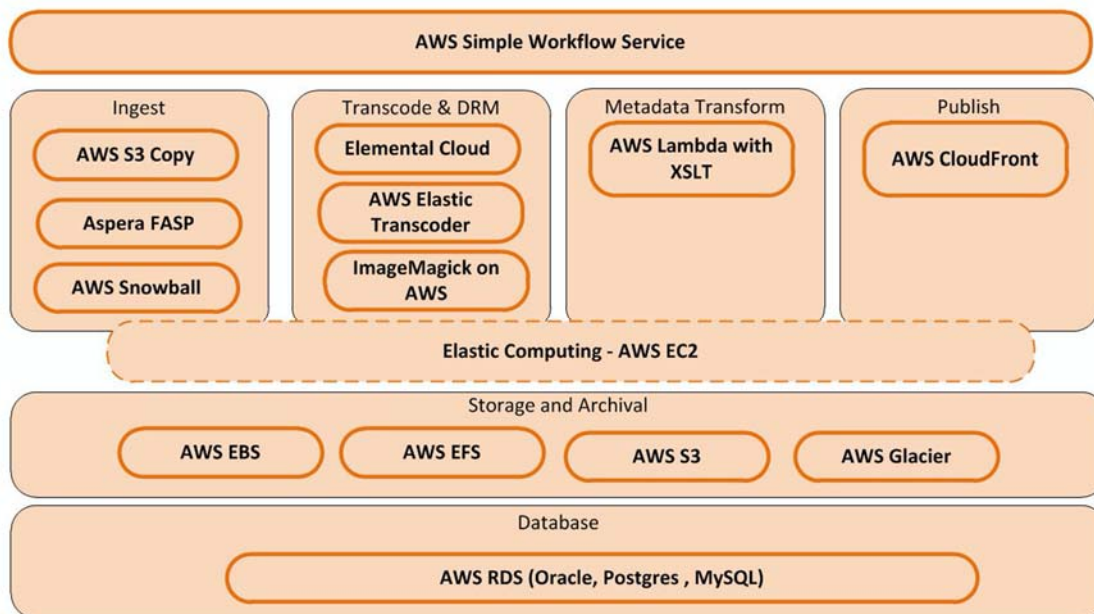 AWS Simple Workflow Service
Ingest
AWS S3 Copy
Aspera FASP
AWS Snowball
Transcode & DRM
Elemental Cloud
AWS Elastic
Transcoder
ImageMagick on
AWS
Metadata Transform
AWS Lambda with
XSLT
Publish
AWS CloudFront
Elastic Computing - AWS EC2
Storage and Archival
AWS EBS
AWS EFS
AWS S3
AWS Glacier
Database
AWS RDS (Oracle, Postgres , MySQL)